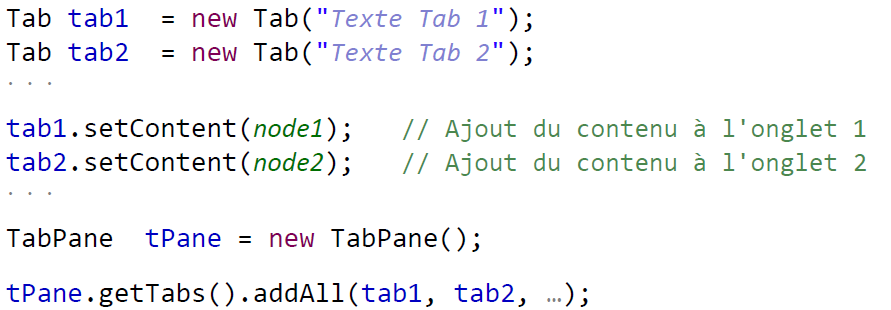 Tab tab1  = new Tab("Texte Tab 1");
Tab tab2  = new Tab("Texte Tab 2");
. . .
tab1.setContent(node1);   // Ajout du contenu à l'onglet 1
tab2.setContent(node2);   // Ajout du contenu à l'onglet 2
. . .
TabPane  tPane = new TabPane();
tPane.getTabs().addAll(tab1, tab2, …);